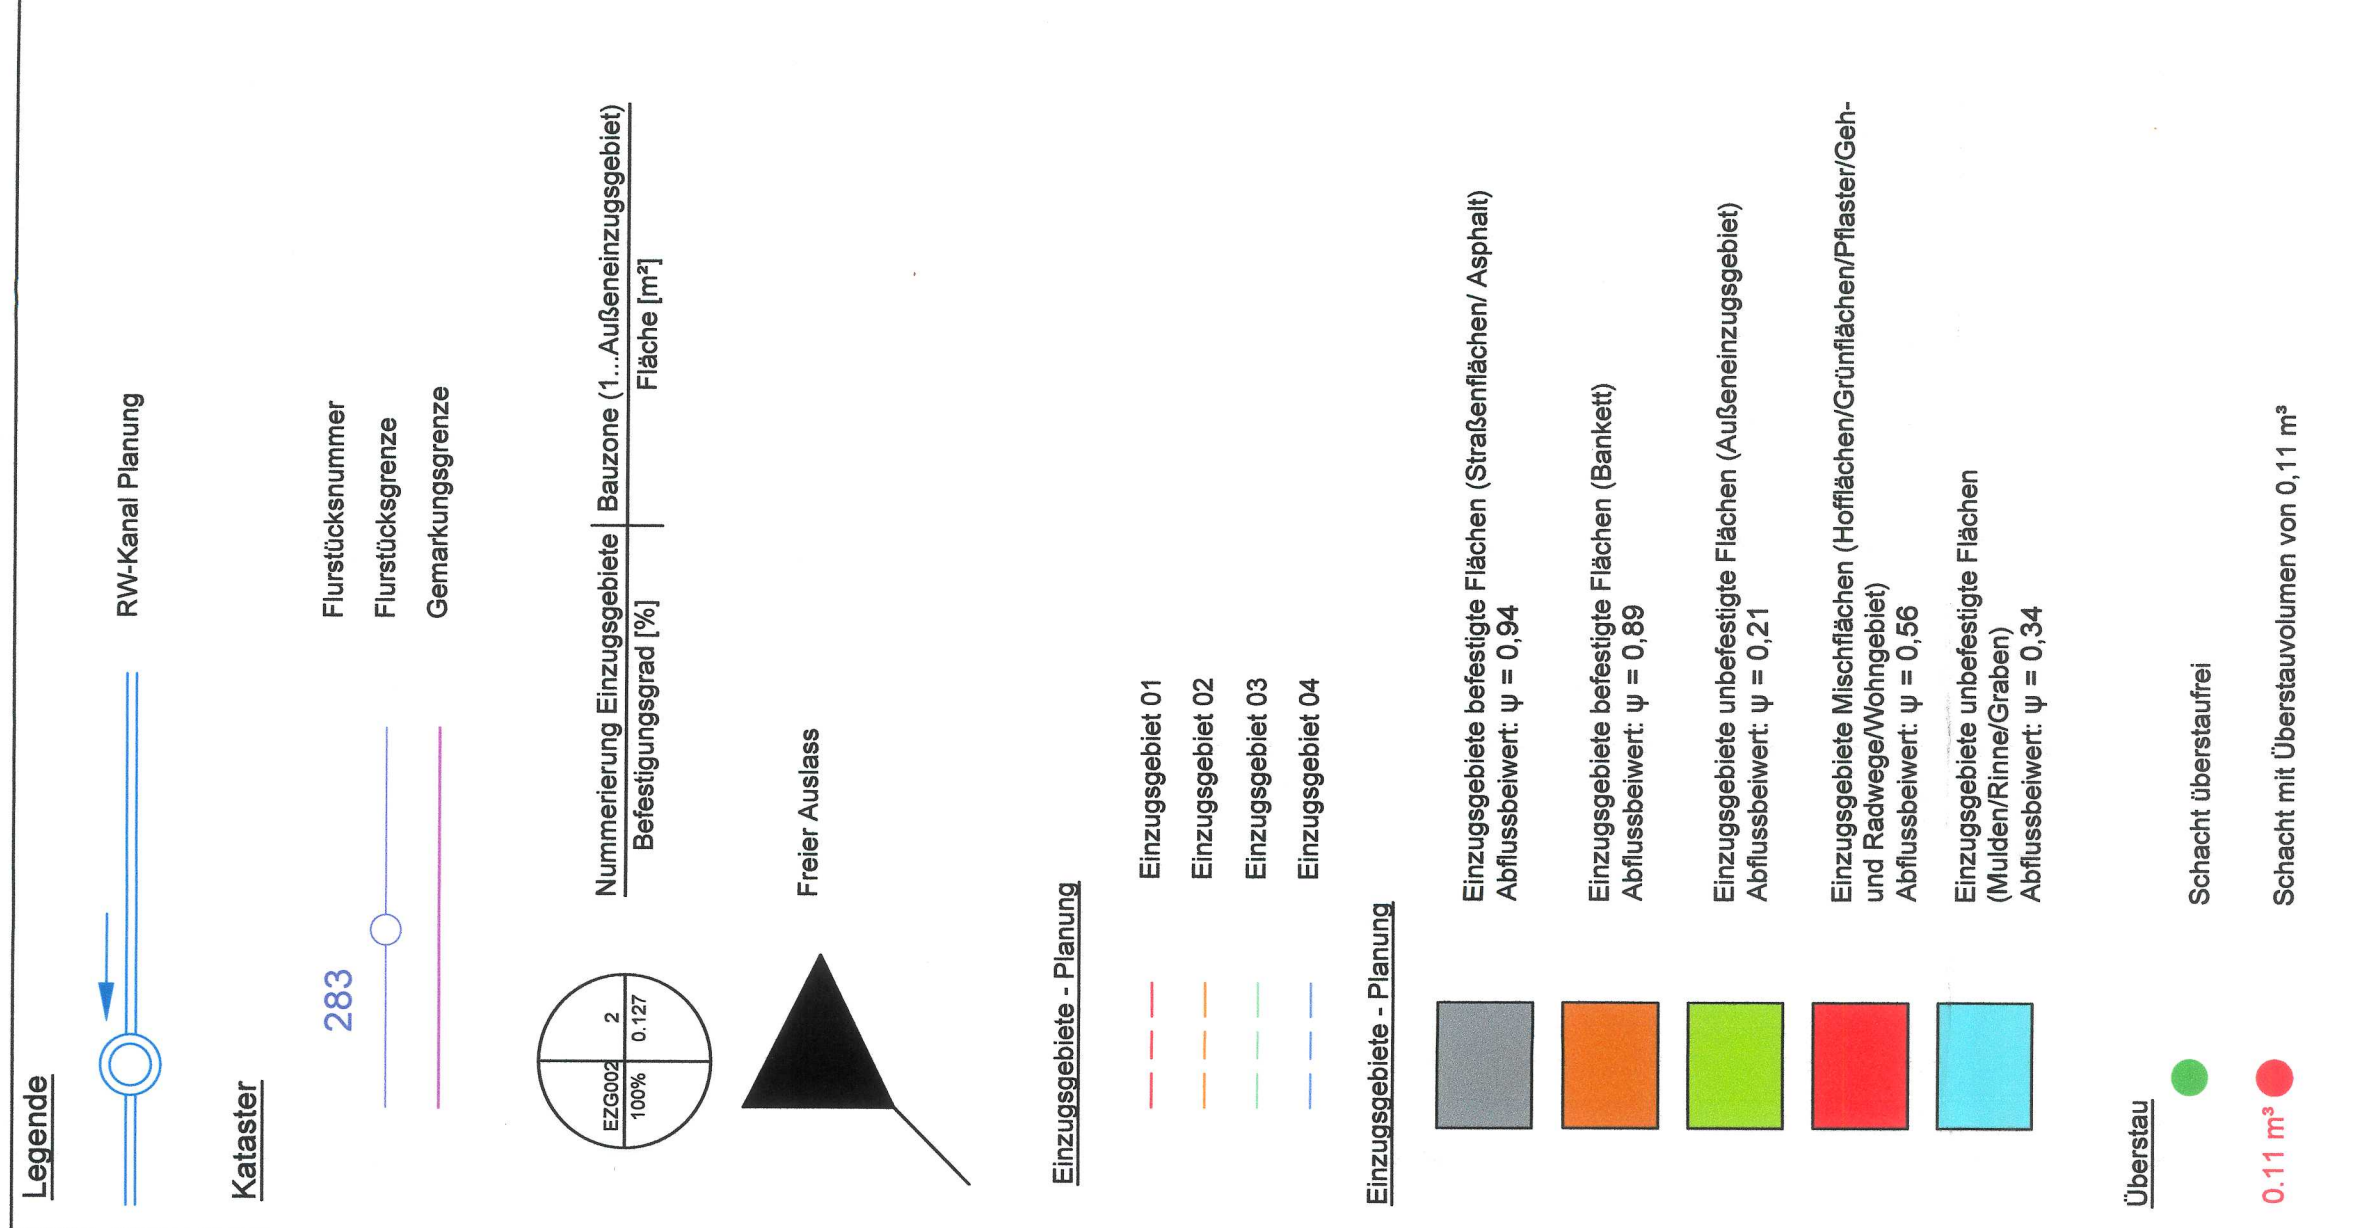 Legende
RW-Kanal Planung
Kataster
283 Flurstücksnummer
Flurstücksgrenze
Gemarkungsgrenze
EZG002 2 Nummerierung Einzugsgebiete Bauzone (1...Außeneinzugsgebiet)
100% 0.127 Befestigungsgrad [%] Fläche [m²]
Freier Auslass
Einzugsgebiete - Planung
Einzugsgebiet 01
Einzugsgebiet 02
Einzugsgebiet 03
Einzugsgebiet 04
Einzugsgebiete - Planung
Einzugsgebiete befestigte Flächen (Straßenflächen/ Asphalt)
Abflussbeiwert: ψ = 0,94
Einzugsgebiete befestigte Flächen (Bankett)
Abflussbeiwert: ψ = 0,89
Einzugsgebiete unbefestigte Flächen (Außeneinzugsgebiet)
Abflussbeiwert: ψ = 0,21
Einzugsgebiete Mischflächen (Hofflächen/Grünflächen/Pflaster/Geh-
und Radwege/Wohngebiet)
Abflussbeiwert: ψ = 0,56
Einzugsgebiete unbefestigte Flächen
(Mulden/Rinne/Graben)
Abflussbeiwert: ψ = 0,34
Überstau
Schacht überstaufrei
0.11 m³ Schacht mit Überstauvolumen von 0,11 m³